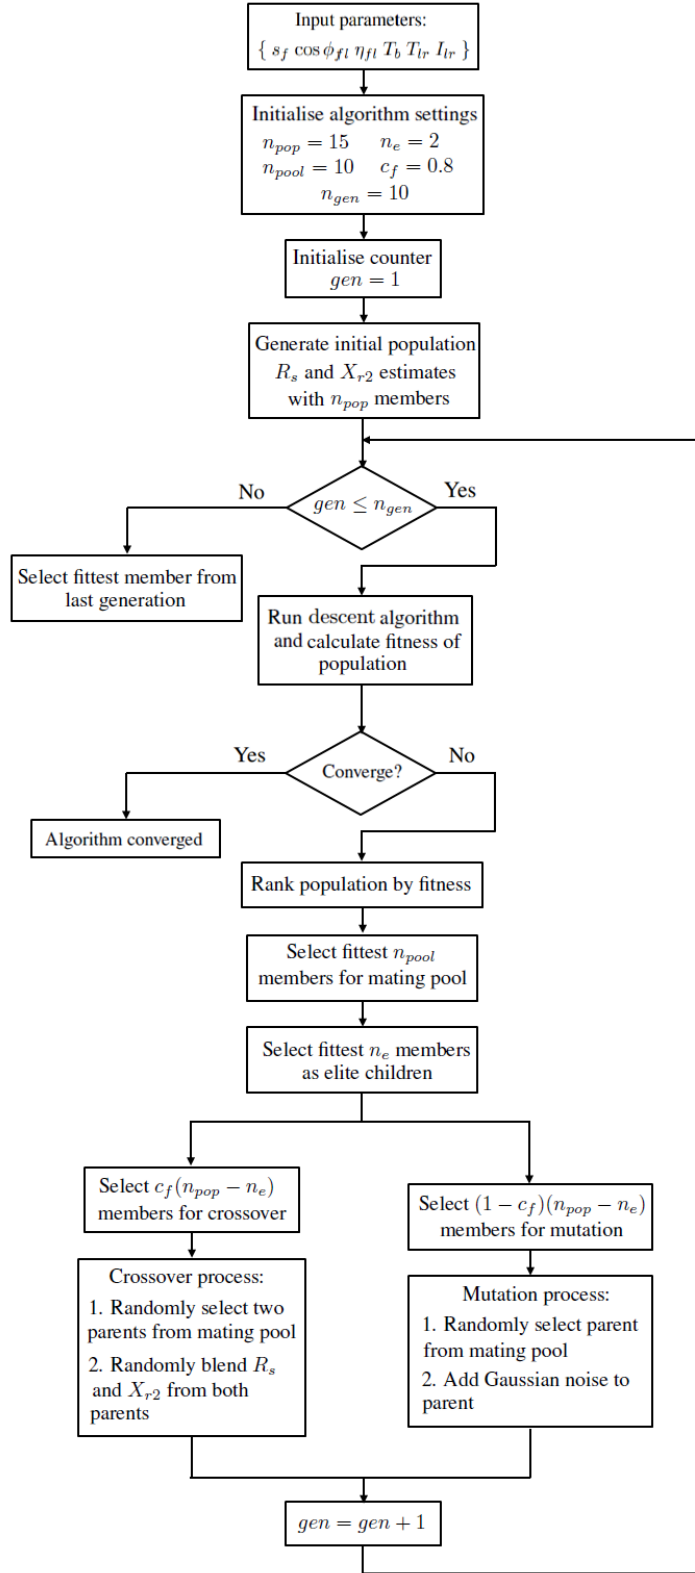 Input parameters:
{ s_f cos ϕ_fl η_fl T_b T_lr I_lr }
Initialise algorithm settings
n_pop = 15 n_e = 2
n_pool = 10 c_f = 0.8
n_gen = 10
Initialise counter
gen = 1
Generate initial population
R_s and X_r2 estimates
with n_pop members
No
gen ≤ n_gen
Yes
Select fittest member from
last generation
Run descent algorithm
and calculate fitness of
population
Yes
Converge?
No
Algorithm converged
Rank population by fitness
Select fittest n_pool
members for mating pool
Select fittest n_e members
as elite children
Select c_f(n_pop − n_e)
members for crossover
Select (1 − c_f)(n_pop − n_e)
members for mutation
Crossover process:
1. Randomly select two
parents from mating pool
2. Randomly blend R_s
and X_r2 from both
parents
Mutation process:
1. Randomly select parent
from mating pool
2. Add Gaussian noise to
parent
gen = gen + 1